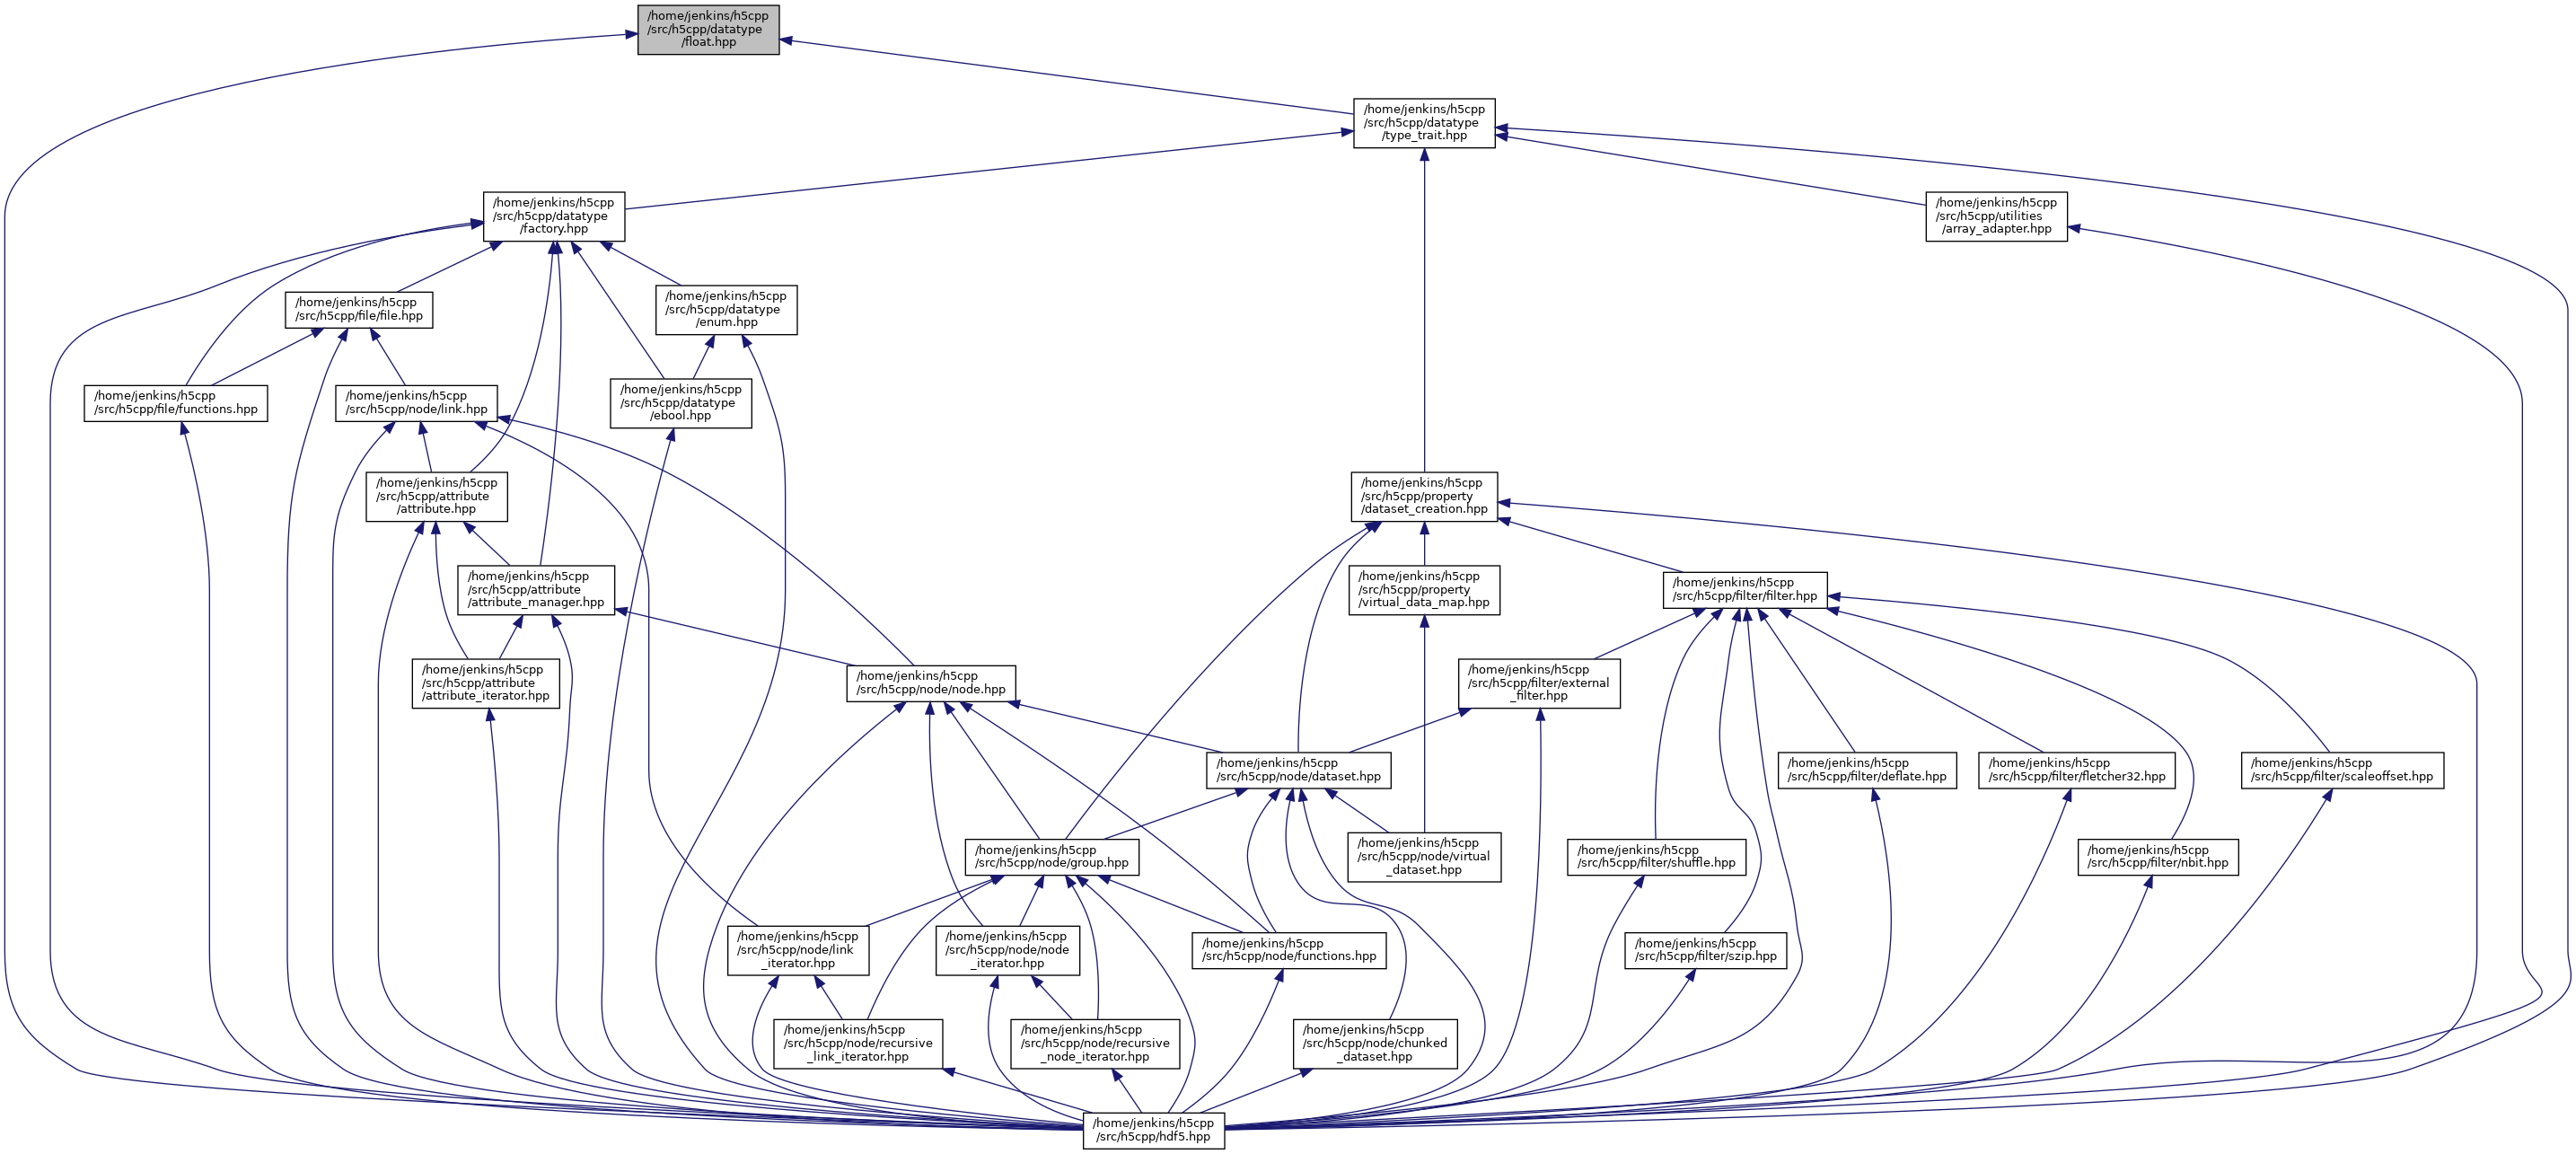 /home/jenkins/h5cpp
/src/h5cpp/datatype
/float.hpp
/home/jenkins/h5cpp
/src/h5cpp/datatype
/type_trait.hpp
/home/jenkins/h5cpp
/src/h5cpp/datatype
/factory.hpp
/home/jenkins/h5cpp
/src/h5cpp/utilities
/array_adapter.hpp
/home/jenkins/h5cpp
/src/h5cpp/file/file.hpp
/home/jenkins/h5cpp
/src/h5cpp/datatype
/enum.hpp
/home/jenkins/h5cpp
/src/h5cpp/file/functions.hpp
/home/jenkins/h5cpp
/src/h5cpp/node/link.hpp
/home/jenkins/h5cpp
/src/h5cpp/datatype
/ebool.hpp
/home/jenkins/h5cpp
/src/h5cpp/attribute
/attribute.hpp
/home/jenkins/h5cpp
/src/h5cpp/property
/dataset_creation.hpp
/home/jenkins/h5cpp
/src/h5cpp/attribute
/attribute_manager.hpp
/home/jenkins/h5cpp
/src/h5cpp/property
/virtual_data_map.hpp
/home/jenkins/h5cpp
/src/h5cpp/filter/filter.hpp
/home/jenkins/h5cpp
/src/h5cpp/attribute
/attribute_iterator.hpp
/home/jenkins/h5cpp
/src/h5cpp/node/node.hpp
/home/jenkins/h5cpp
/src/h5cpp/filter/external
_filter.hpp
/home/jenkins/h5cpp
/src/h5cpp/node/dataset.hpp
/home/jenkins/h5cpp
/src/h5cpp/filter/deflate.hpp
/home/jenkins/h5cpp
/src/h5cpp/filter/fletcher32.hpp
/home/jenkins/h5cpp
/src/h5cpp/filter/scaleoffset.hpp
/home/jenkins/h5cpp
/src/h5cpp/node/group.hpp
/home/jenkins/h5cpp
/src/h5cpp/node/virtual
_dataset.hpp
/home/jenkins/h5cpp
/src/h5cpp/filter/shuffle.hpp
/home/jenkins/h5cpp
/src/h5cpp/filter/nbit.hpp
/home/jenkins/h5cpp
/src/h5cpp/node/link
_iterator.hpp
/home/jenkins/h5cpp
/src/h5cpp/node/node
_iterator.hpp
/home/jenkins/h5cpp
/src/h5cpp/node/functions.hpp
/home/jenkins/h5cpp
/src/h5cpp/filter/szip.hpp
/home/jenkins/h5cpp
/src/h5cpp/node/recursive
_link_iterator.hpp
/home/jenkins/h5cpp
/src/h5cpp/node/recursive
_node_iterator.hpp
/home/jenkins/h5cpp
/src/h5cpp/node/chunked
_dataset.hpp
/home/jenkins/h5cpp
/src/h5cpp/hdf5.hpp